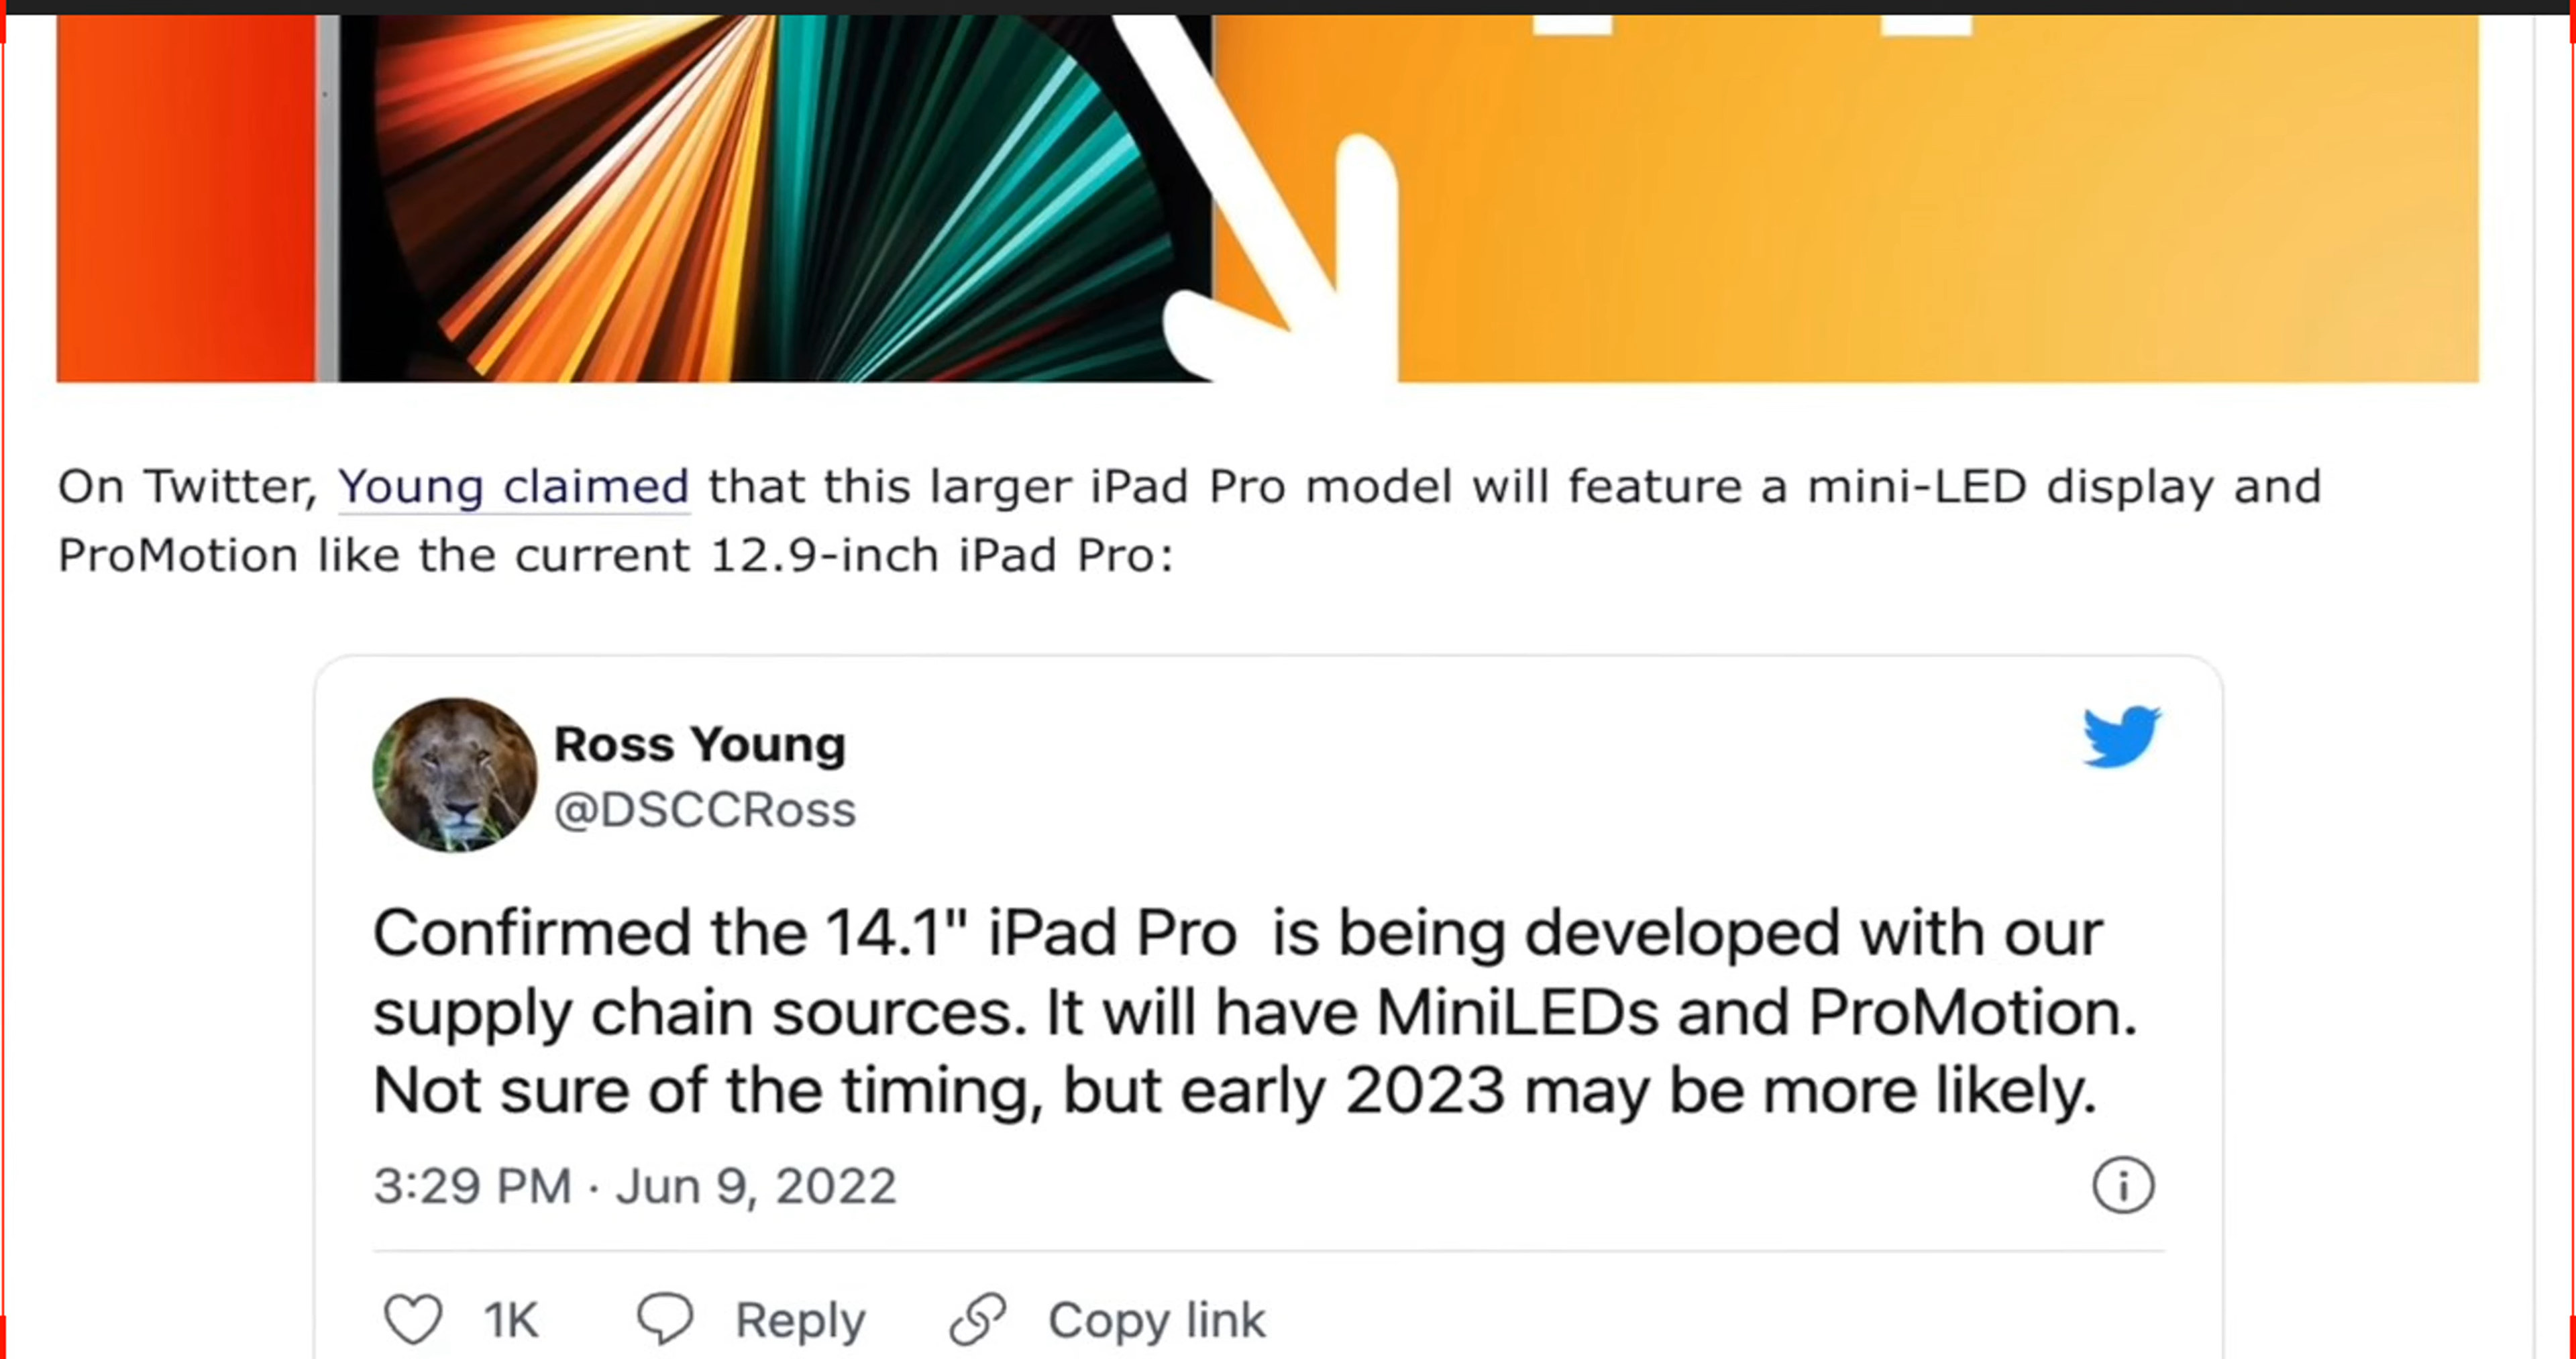 On Twitter, Young claimed that this larger iPad Pro model will feature a mini-LED display and
ProMotion like the current 12.9-inch iPad Pro:
Ross Young
@DSCCRoss
Confirmed the 14.1" iPad Pro  is being developed with our
supply chain sources. It will have MiniLEDs and ProMotion.
Not sure of the timing, but early 2023 may be more likely.
3:29 PM · Jun 9, 2022
1K Reply Copy link